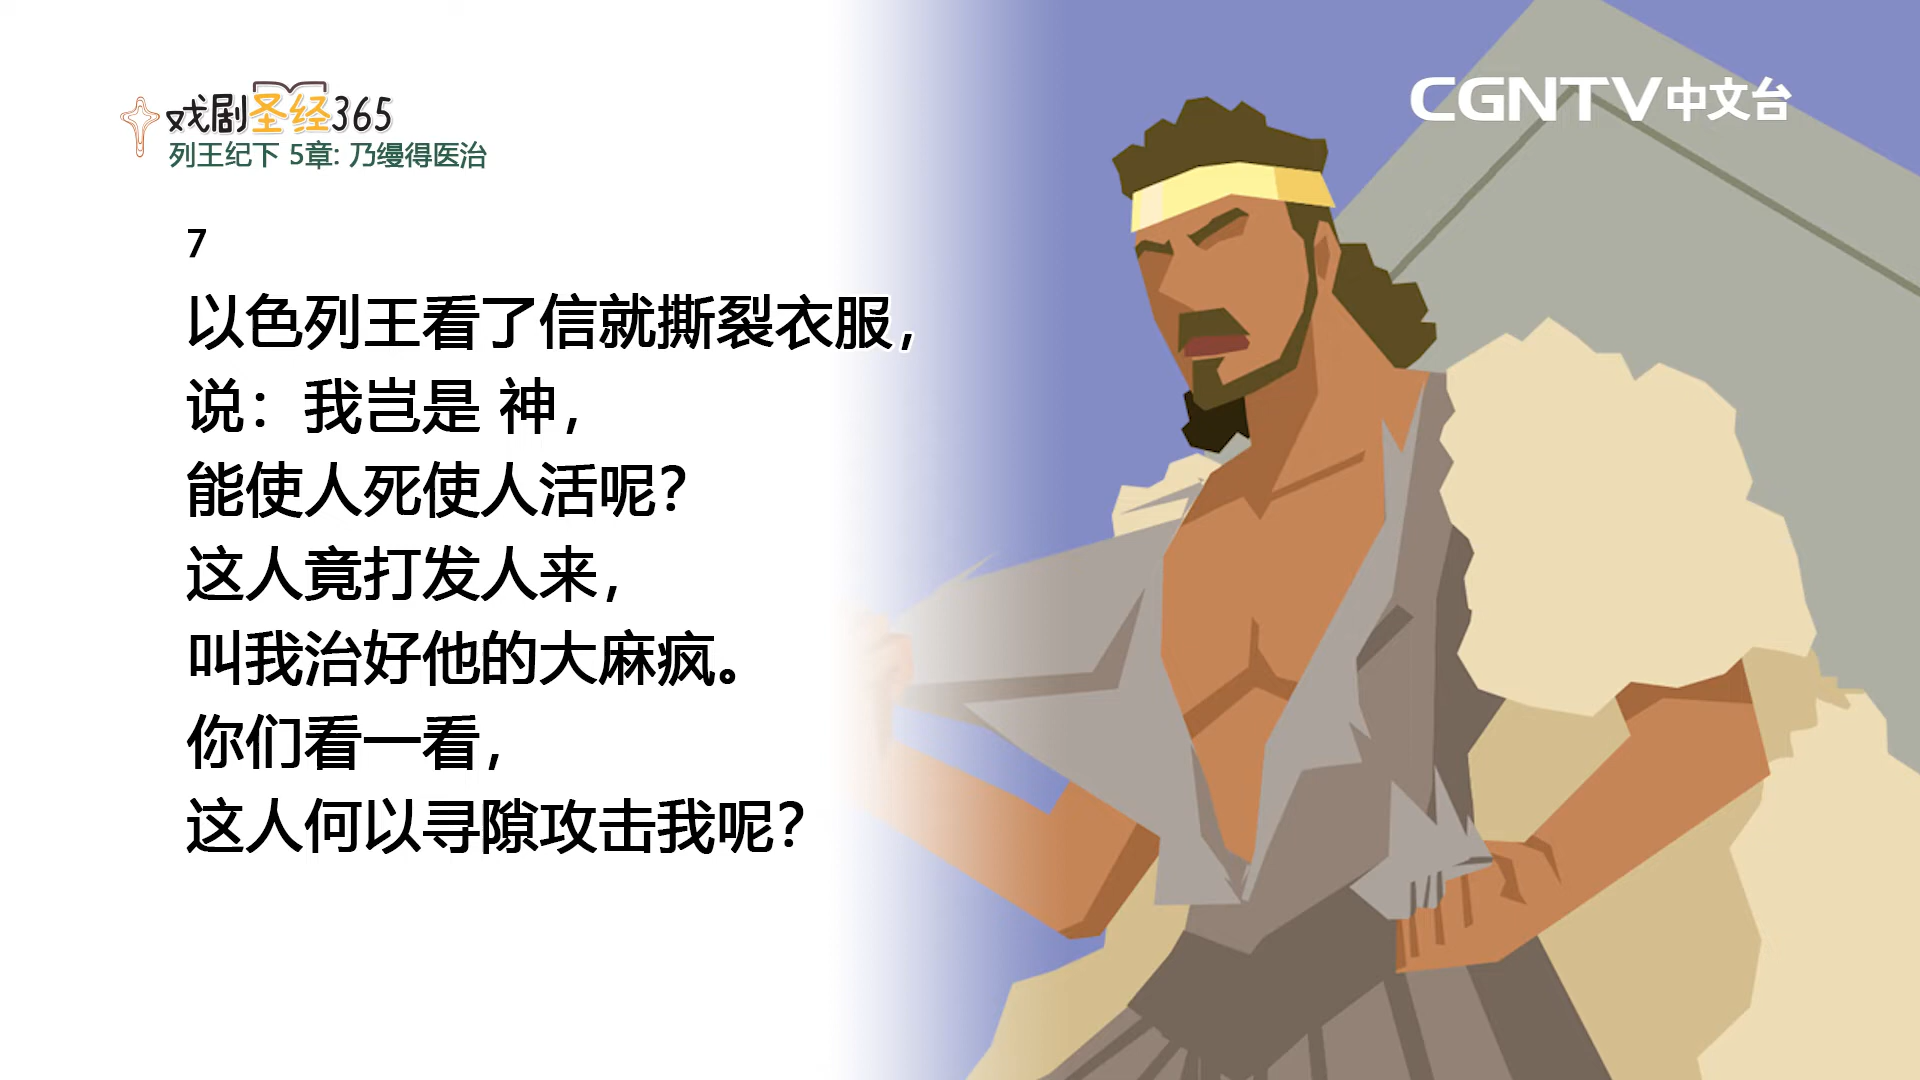 戏剧圣经365
列王纪下 5章: 乃缦得医治
CGNTV中文台
7
以色列王看了信就撕裂衣服，
说：我岂是 神，
能使人死使人活呢？
这人竟打发人来，
叫我治好他的大麻疯。
你们看一看，
这人何以寻隙攻击我呢？